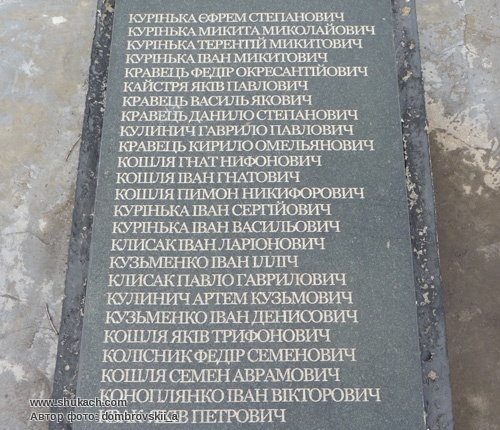 КУРІНЬКА ЄФРЕМ СТЕПАНОВИЧ
КУРІНЬКА МИКИТА МИКОЛАЙОВИЧ
КУРІНЬКА ТЕРЕНТІЙ МИКИТОВИЧ
КУРІНЬКА ІВАН МИКИТОВИЧ
КРАВЕЦЬ ФЕДІР ОКРЕСАНТІЙОВИЧ
КАЙСТРЯ ЯКІВ ПАВЛОВИЧ
КРАВЕЦЬ ВАСИЛЬ ЯКОВИЧ
КРАВЕЦЬ ДАНИЛО СТЕПАНОВИЧ
КУЛИНИЧ ГАВРИЛО ПАВЛОВИЧ
КРАВЕЦЬ КИРИЛО ОМЕЛЬЯНОВИЧ
КОШЛЯ ГНАТ НИФОНОВИЧ
КОШЛЯ ІВАН ГНАТОВИЧ
КОШЛЯ ПИМОН НИКИФОРОВИЧ
КУРІНЬКА ІВАН СЕРГІЙОВИЧ
КУРІНЬКА ІВАН ВАСИЛЬОВИЧ
КЛИСАК ІВАН ЛАРІОНОВИЧ
КУЗЬМЕНКО ІВАН ІЛЛІЧ
КЛИСАК ПАВЛО ГАВРИЛОВИЧ
КУЛИНИЧ АРТЕМ КУЗЬМОВИЧ
КУЗЬМЕНКО ІВАН ДЕНИСОВИЧ
КОШЛЯ ЯКІВ ТРИФОНОВИЧ
КОЛІСНИК ФЕДІР СЕМЕНОВИЧ
КОШЛЯ СЕМЕН АВРАМОВИЧ
КОНОПЛЯНКО ІВАН ВІКТОРОВИЧ
ПЕТРОВИЧ
www.shukach.com
Автор фото: dombrovskii.a